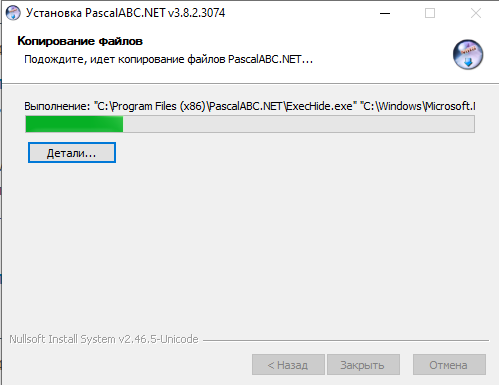 Установка PascalABC.NET v3.8.2.3074
Копирование файлов
Подождите, идет копирование файлов PascalABC.NET...
Выполнение: "C:\Program Files (x86)\PascalABC.NET\ExecHide.exe" "C:\Windows\Microsoft.
Детали...
Nullsoft Install System v2.46.5-Unicode
< Назад
Закрыть
Отмена